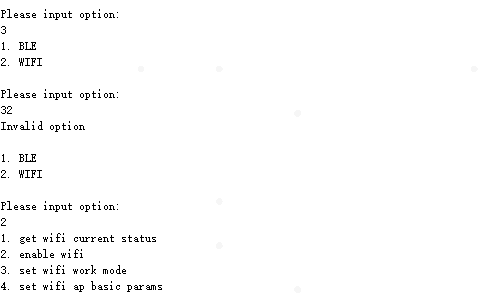 Please input option:
3
1. BLE
2. WIFI
Please input option:
32
Invalid option
1. BLE
2. WIFI
Please input option:
2
1. get wifi current status
2. enable wifi
3. set wifi work mode
4. set wifi ap basic params